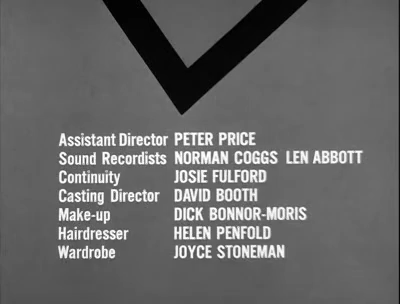 Assistant Director PETER PRICE
Sound Recordists NORMAN COGGS LEN ABBOTT
Continuity JOSIE FULFORD
Casting Director DAVID BOOTH
Make-up DICK BONNOR-MORIS
Hairdresser HELEN PENFOLD
Wardrobe JOYCE STONEMAN